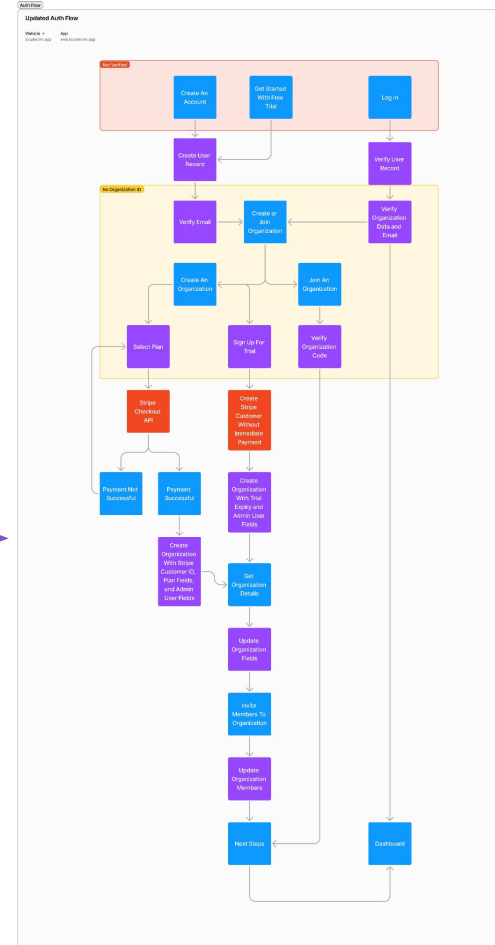 Auth Flow
Updated Auth Flow
Website → App
web.locatecrm.app
Not Verified
Create An
Account
Get Started
With Free
Trial
Log In
Create User
Record
Verify User
Record
No Organization ID
Verify Email
Create or
Join
Organization
Verify
Organization
Data and
Email
Create An
Organization
Join An
Organization
Select Plan
Sign Up For
Trial
Verify
Organization
Code
Stripe
Checkout
API
Create
Stripe
Customer
Without
Immediate
Payment
Payment Not
Successful
Payment
Successful
Create
Organization
With Trial
Expiry and
Admin User
Fields
Create
Organization
With Stripe
Customer ID,
Plan Fields,
and Admin
User Fields
Get
Organization
Details
Update
Organization
Fields
Invite
Members To
Organization
Update
Organization
Members
Next Steps
Dashboard